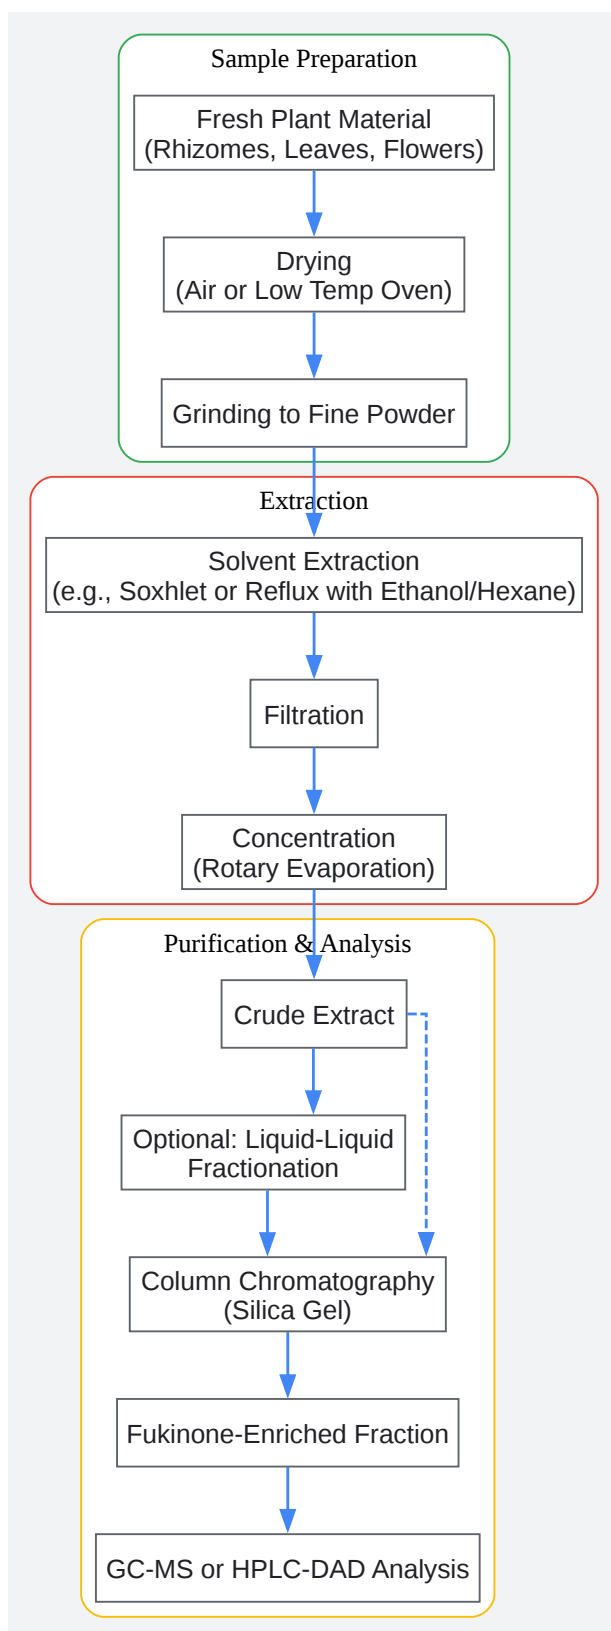 Sample Preparation
Fresh Plant Material
(Rhizomes, Leaves, Flowers)
Drying
(Air or Low Temp Oven)
Grinding to Fine Powder
Extraction
Solvent Extraction
(e.g., Soxhlet or Reflux with Ethanol/Hexane)
Filtration
Concentration
(Rotary Evaporation)
Purification & Analysis
Crude Extract
Optional: Liquid-Liquid
Fractionation
Column Chromatography
(Silica Gel)
Fukinone-Enriched Fraction
GC-MS or HPLC-DAD Analysis